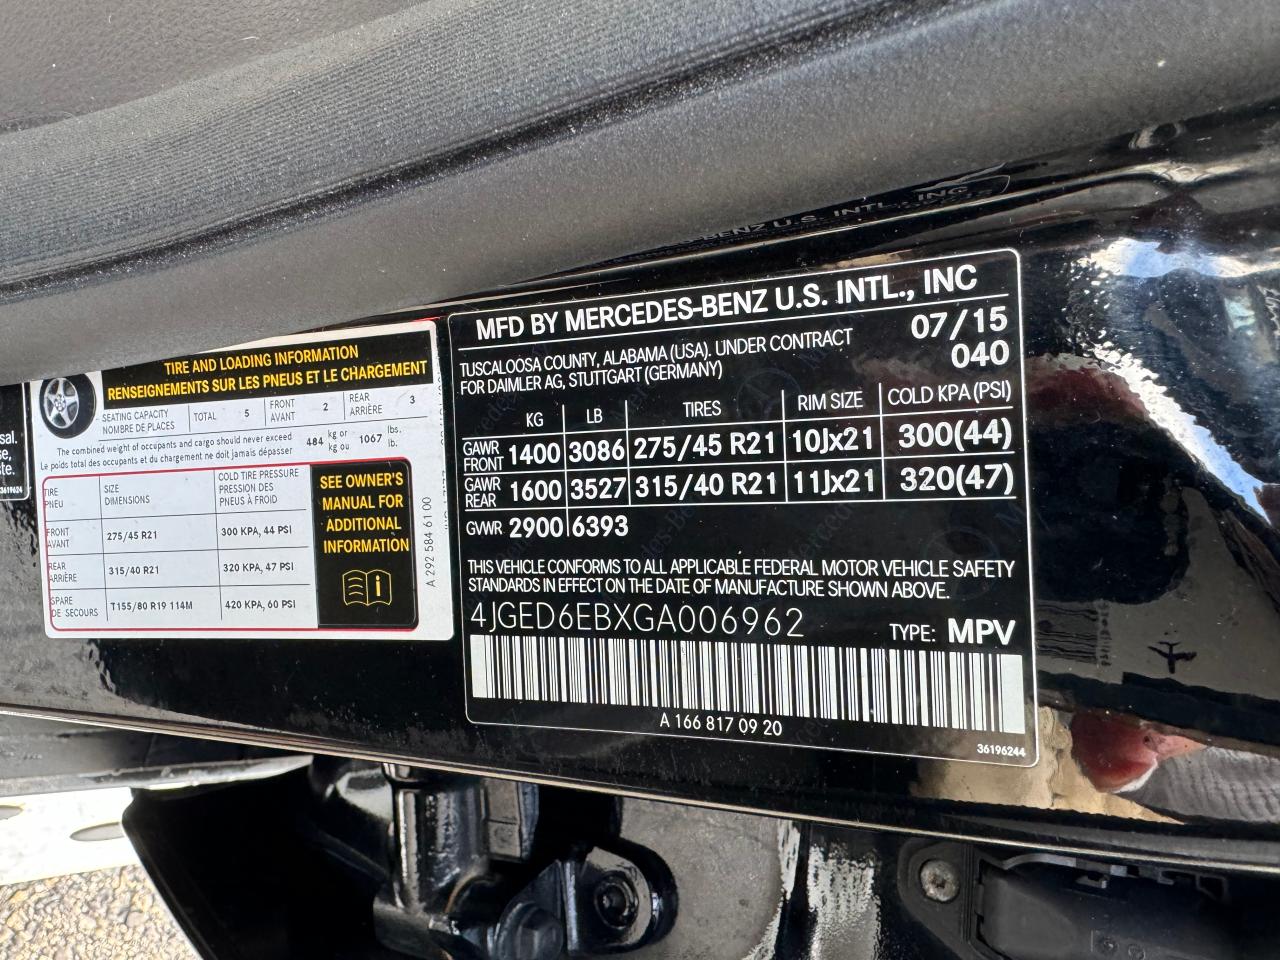 sal.
se,
ste.
3619624
TIRE AND LOADING INFORMATION
RENSEIGNEMENTS SUR LES PNEUS ET LE CHARGEMENT
SEATING CAPACITY
NOMBRE DE PLACES
TOTAL 5
FRONT
AVANT 2
REAR
ARRIÈRE 3
The combined weight of occupants and cargo should never exceed
Le poids total des occupants et du chargement ne doit jamais dépasser
484 kg or
kg ou
1067 lbs.
lb.
TIRE
PNEU
SIZE
DIMENSIONS
COLD TIRE PRESSURE
PRESSION DES
PNEUS À FROID
FRONT
AVANT
275/45 R21
300 KPA, 44 PSI
REAR
ARRIÈRE
315/40 R21
320 KPA, 47 PSI
SPARE
DE SECOURS
T155/80 R19 114M
420 KPA, 60 PSI
SEE OWNER'S
MANUAL FOR
ADDITIONAL
INFORMATION
A 292 584 61 00
MFD BY MERCEDES-BENZ U.S. INTL., INC
TUSCALOOSA COUNTY, ALABAMA (USA). UNDER CONTRACT
FOR DAIMLER AG, STUTTGART (GERMANY)
07/15
040
KG LB TIRES RIM SIZE COLD KPA (PSI)
GAWR
FRONT 1400 3086 275/45 R21 10Jx21 300(44)
GAWR
REAR 1600 3527 315/40 R21 11Jx21 320(47)
GVWR 2900 6393
THIS VEHICLE CONFORMS TO ALL APPLICABLE FEDERAL MOTOR VEHICLE SAFETY
STANDARDS IN EFFECT ON THE DATE OF MANUFACTURE SHOWN ABOVE.
4JGED6EBXGA006962
TYPE: MPV
A 166 817 09 20
36196244